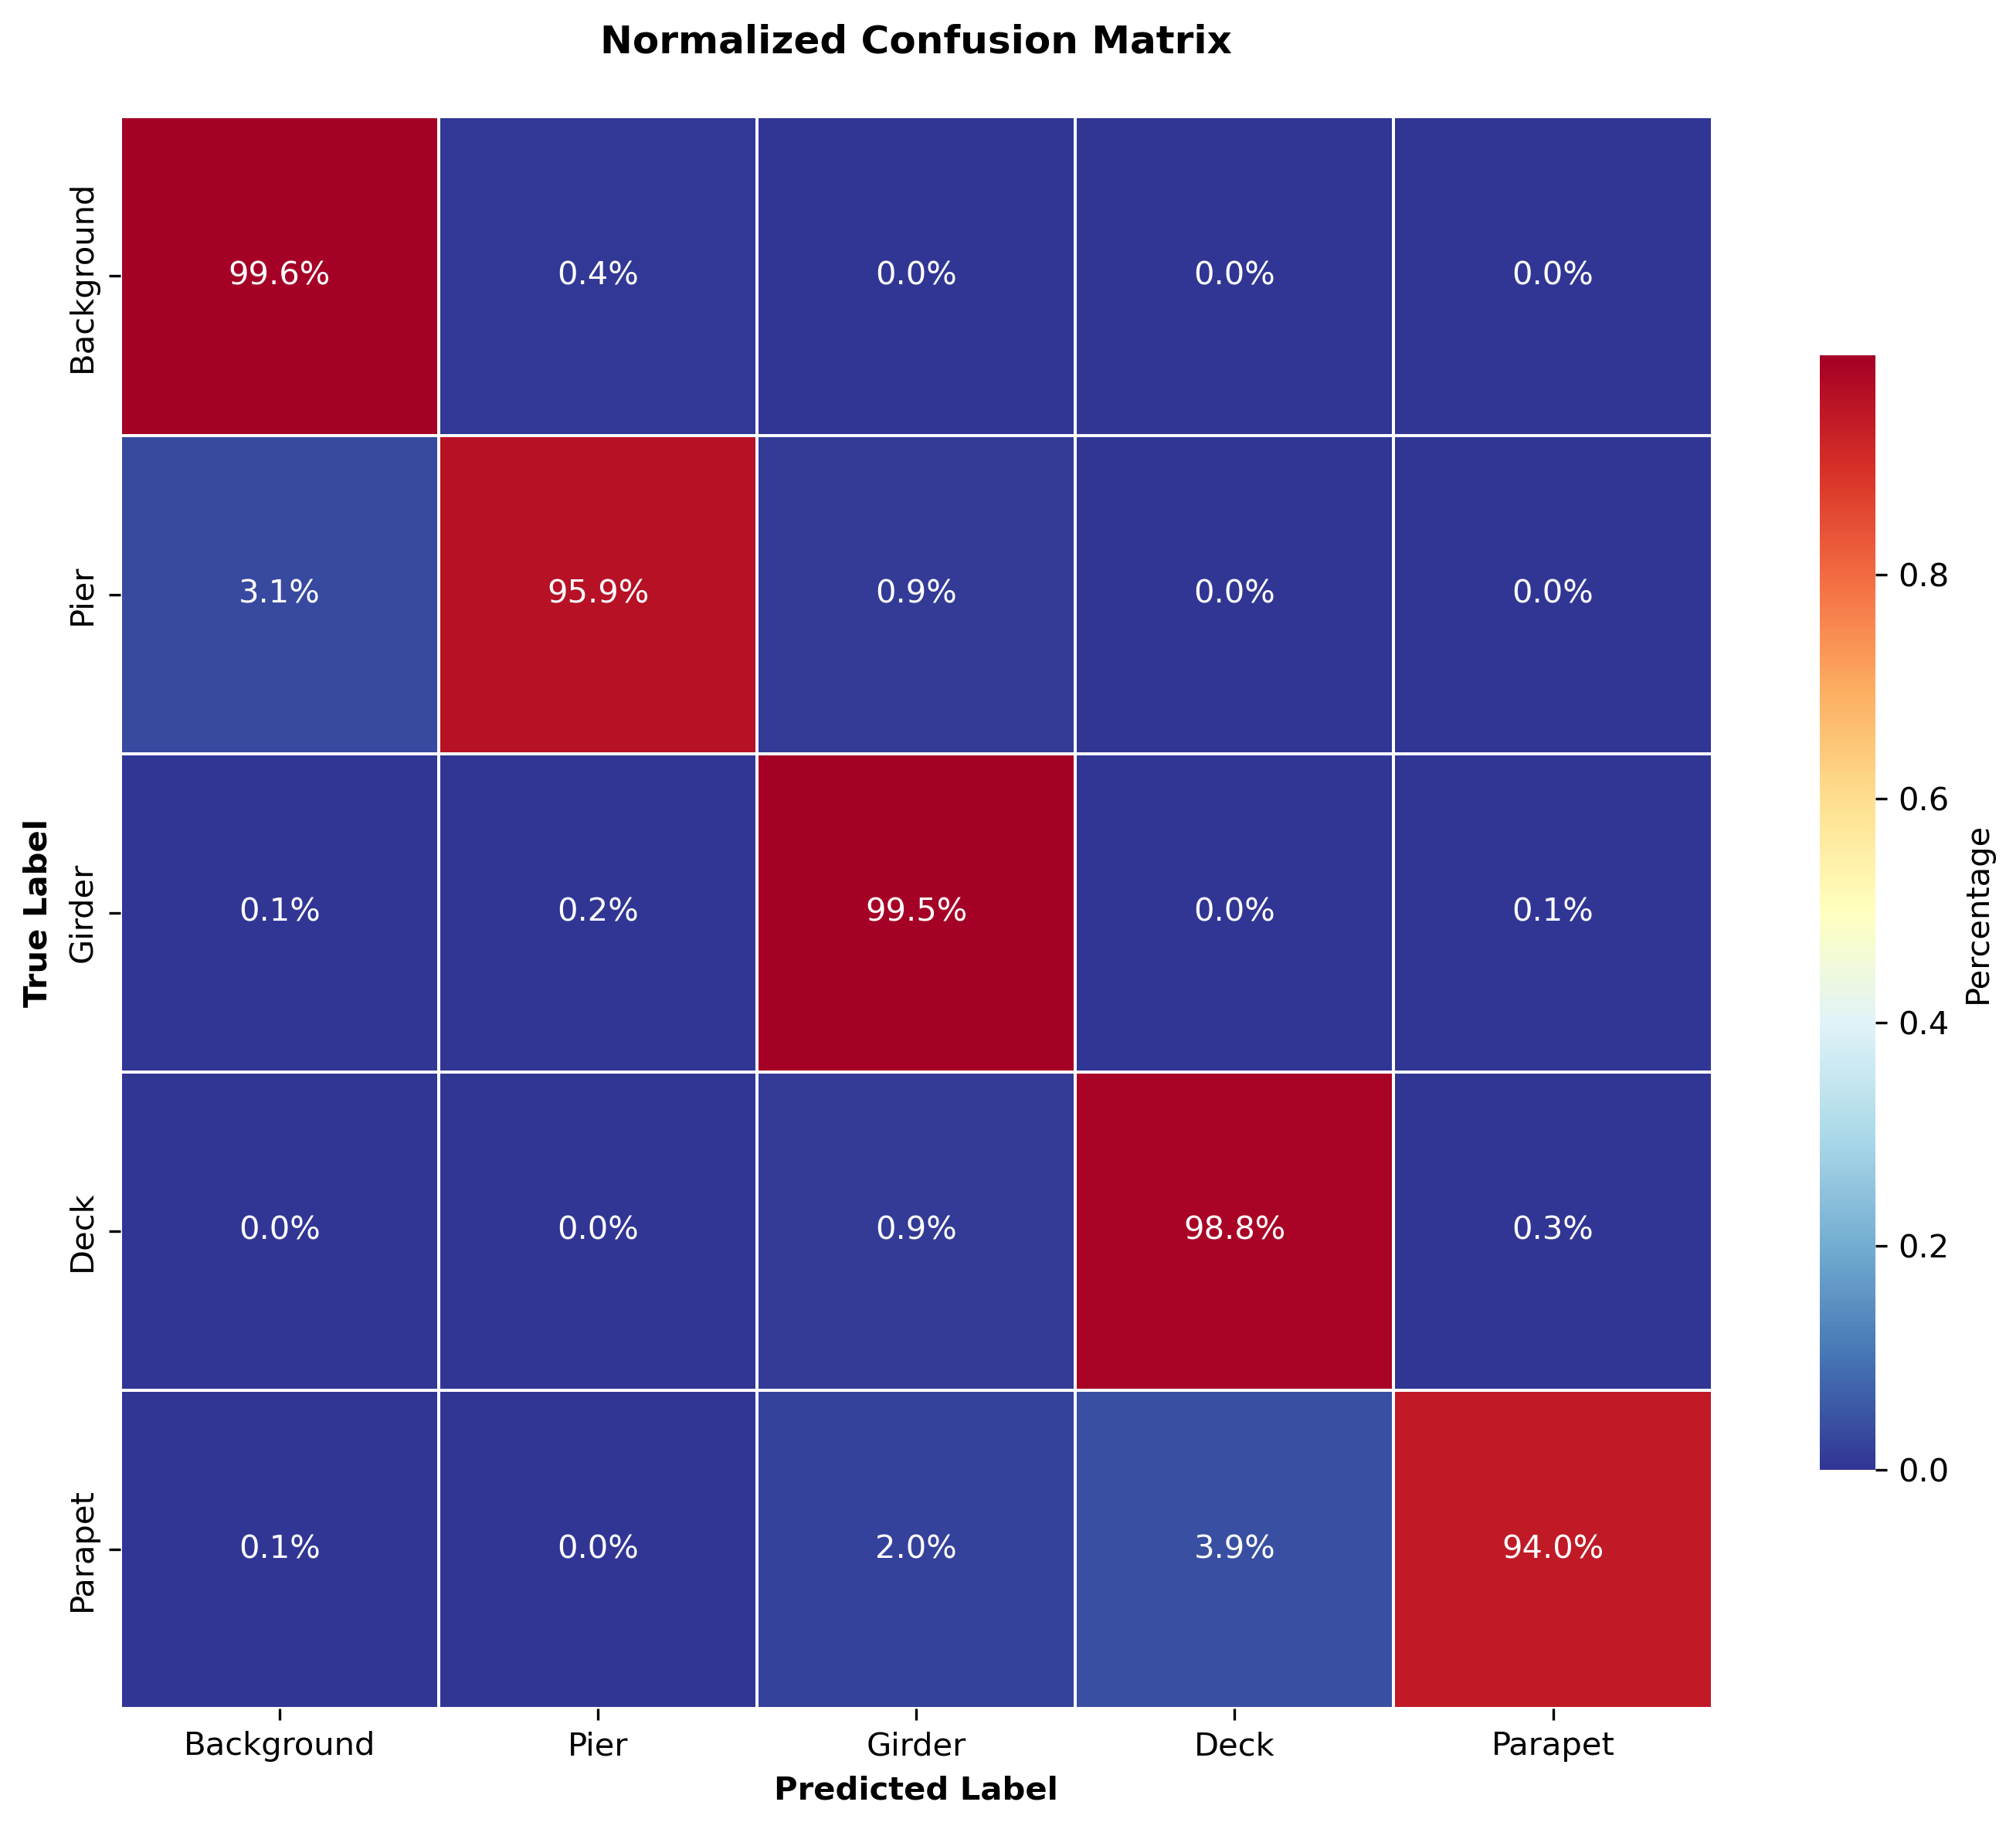 Normalized Confusion Matrix
Background
99.6% 0.4% 0.0% 0.0% 0.0%
Pier
3.1% 95.9% 0.9% 0.0% 0.0%
Girder
0.1% 0.2% 99.5% 0.0% 0.1%
Deck
0.0% 0.0% 0.9% 98.8% 0.3%
Parapet
0.1% 0.0% 2.0% 3.9% 94.0%
True Label
Background Pier Girder Deck Parapet
Predicted Label
0.8
0.6
0.4
0.2
0.0
Percentage